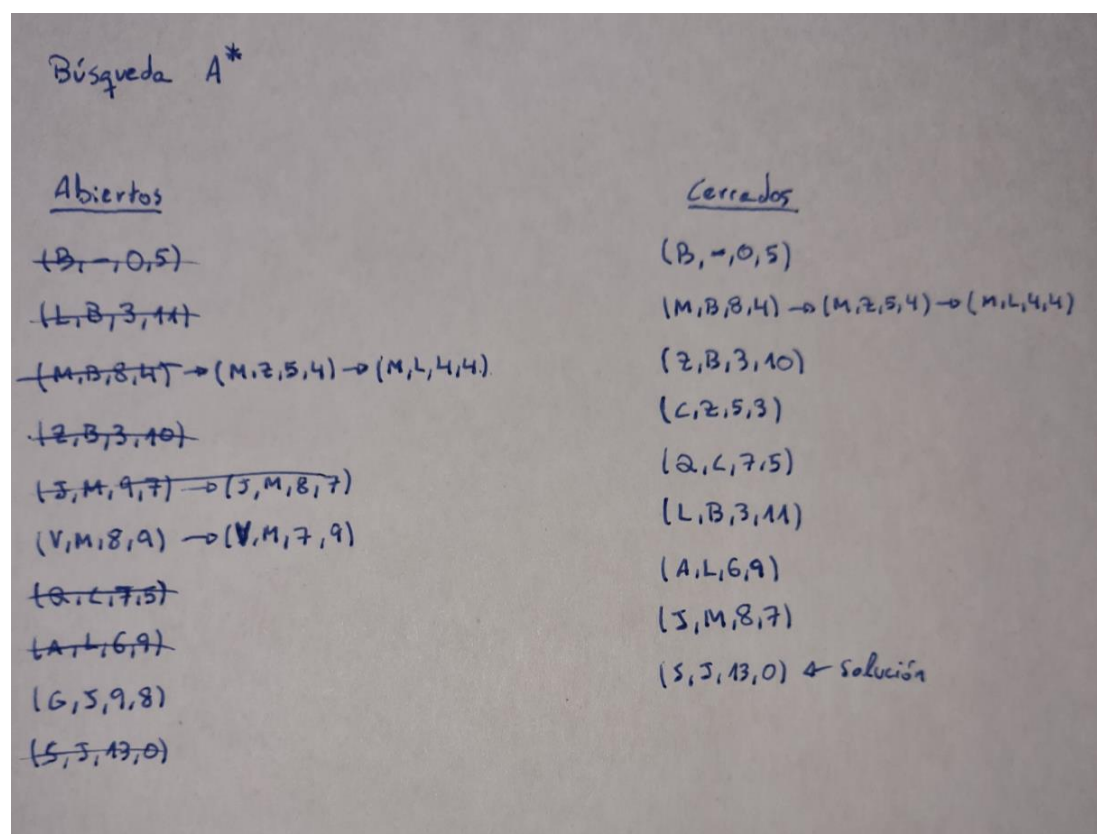 Búsqueda A*
Abiertos
(B, -, 0, 5)
(L, B, 3, 11)
(M, B, 8, 4) → (M, Z, 5, 4) → (M, L, 4, 4)
(Z, B, 3, 10)
(J, M, 9, 7) → (J, M, 8, 7)
(V, M, 8, 9) → (V, M, 7, 9)
(Q, C, 7, 5)
(A, L, 6, 9)
(G, J, 9, 8)
(S, J, 13, 0)
Cerrados
(B, -, 0, 5)
(M, B, 8, 4) → (M, Z, 5, 4) → (M, L, 4, 4)
(Z, B, 3, 10)
(C, Z, 5, 3)
(Q, C, 7, 5)
(L, B, 3, 11)
(A, L, 6, 9)
(J, M, 8, 7)
(S, J, 13, 0) ← Solución